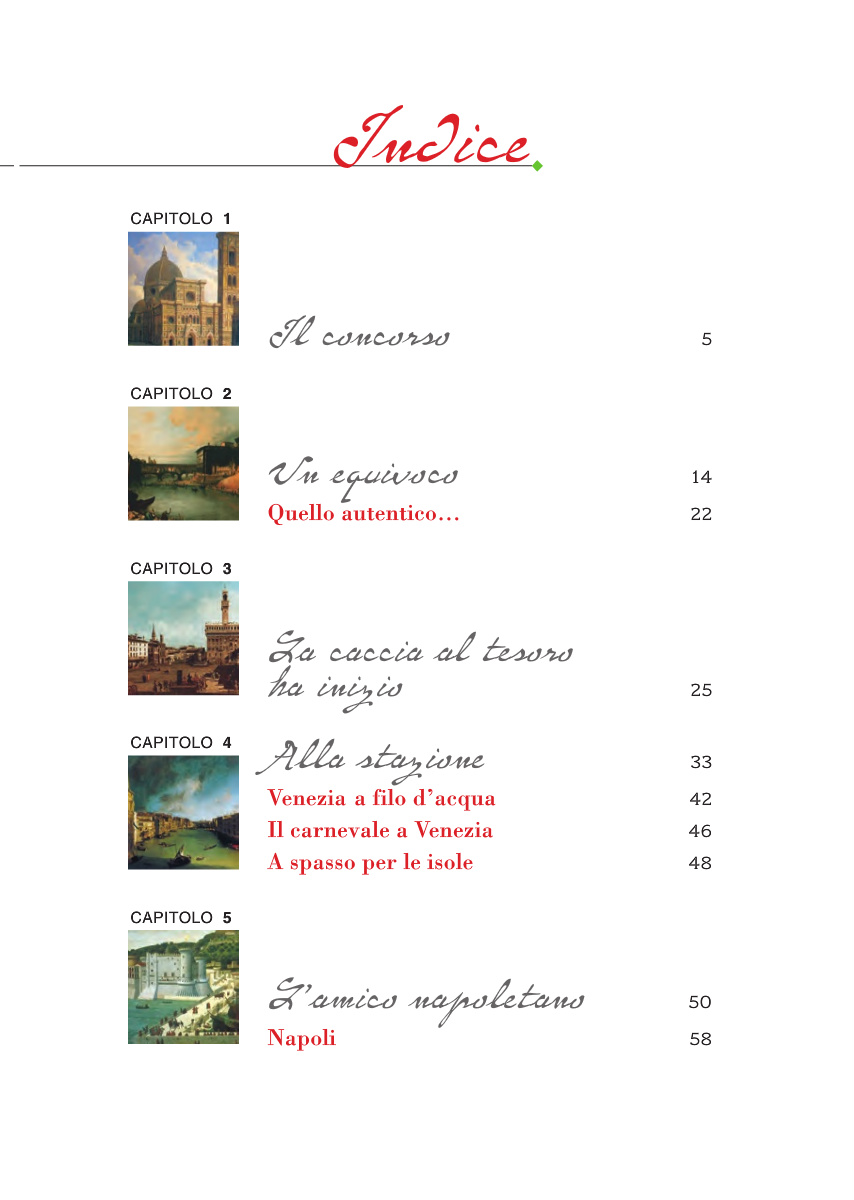 Indice
CAPITOLO 1
Il concorso 5
CAPITOLO 2
Un equivoco 14
Quello autentico... 22
CAPITOLO 3
La caccia al tesoro
ha inizio 25
CAPITOLO 4
Alla stazione 33
Venezia a filo d'acqua 42
Il carnevale a Venezia 46
A spasso per le isole 48
CAPITOLO 5
L'amico napoletano 50
Napoli 58